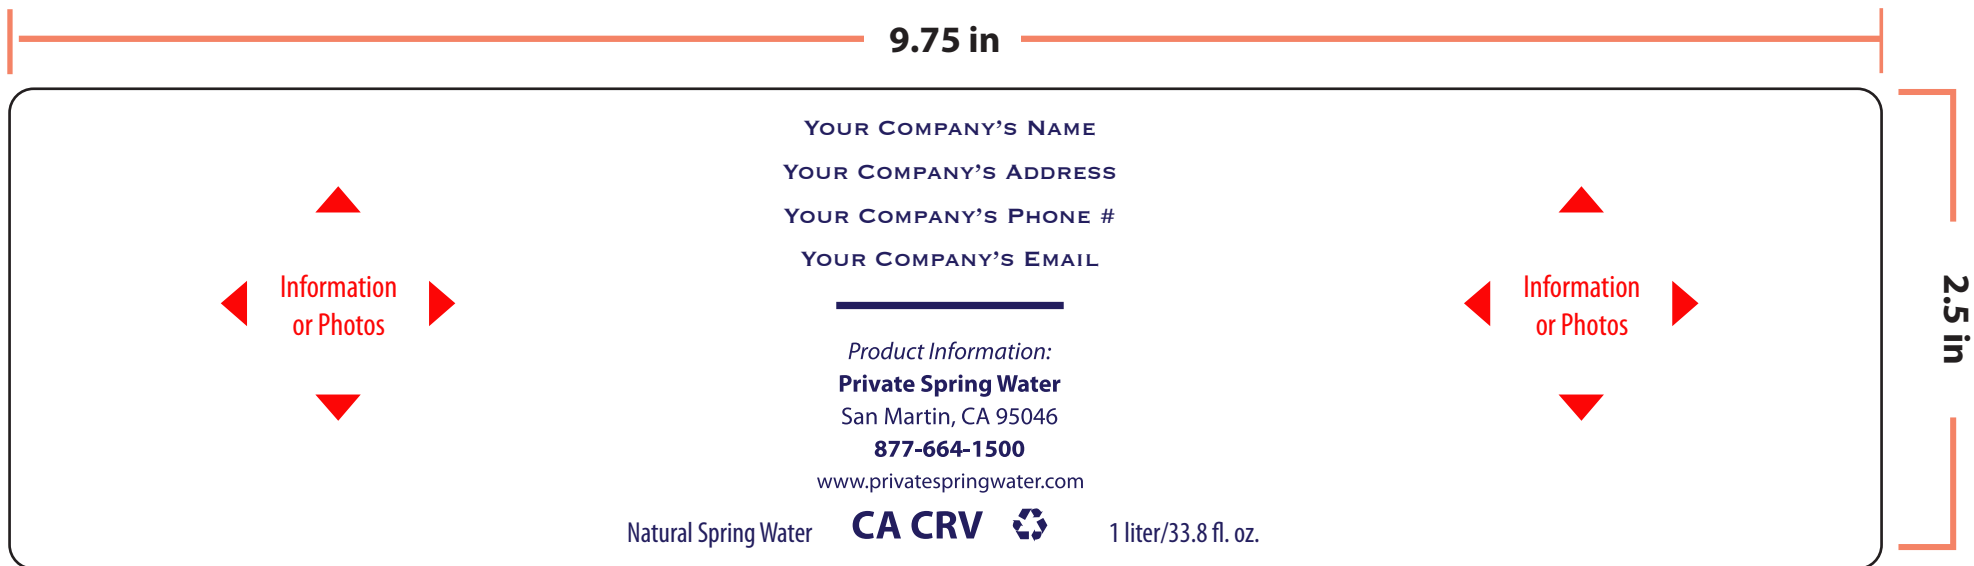 9.75 in
Your Company's Name
Your Company's Address
Your Company's Phone #
Your Company's Email
Information
or Photos
Information
or Photos
2.5 in
Product Information:
Private Spring Water
San Martin, CA 95046
877-664-1500
www.privatespringwater.com
Natural Spring Water CA CRV 1 liter/33.8 fl. oz.